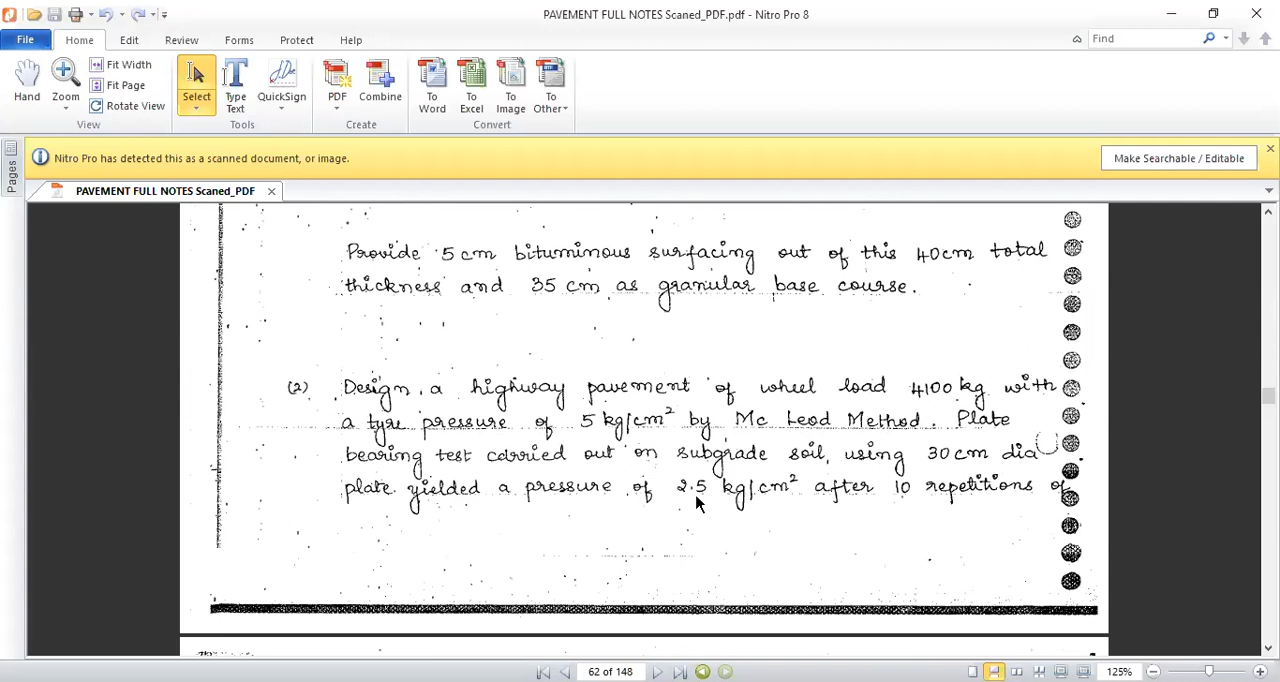 PAVEMENT FULL NOTES Scaned_PDF.pdf - Nitro Pro 8
File Home Edit Review Forms Protect Help Find
Hand Zoom Fit Width Fit Page Rotate View Select Type Text QuickSign PDF Combine To Word To Excel To Image To Other
View Tools Create Convert
Nitro Pro has detected this as a scanned document, or image. Make Searchable / Editable
Pages
PAVEMENT FULL NOTES Scaned_PDF
Provide 5 cm bituminous surfacing out of this 40cm total
thickness and 35 cm as granular base course.
(2) Design a highway pavement of wheel load 4100 kg with
a tyre pressure of 5 kg/cm² by Mc Leod Method. Plate
bearing test carried out on subgrade soil, using 30 cm dia
plate yielded a pressure of 2.5 kg/cm² after 10 repetitions of
62 of 148 125%